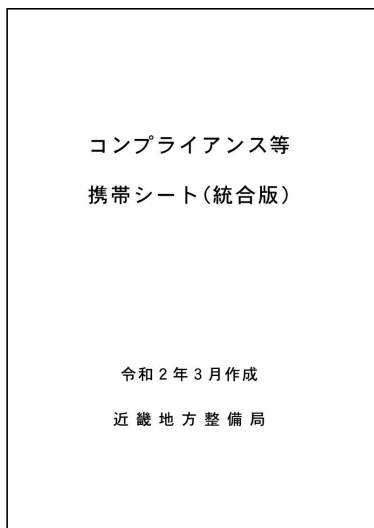 コンプライアンス等
携帯シート(統合版)
令和2年3月作成
近畿地方整備局